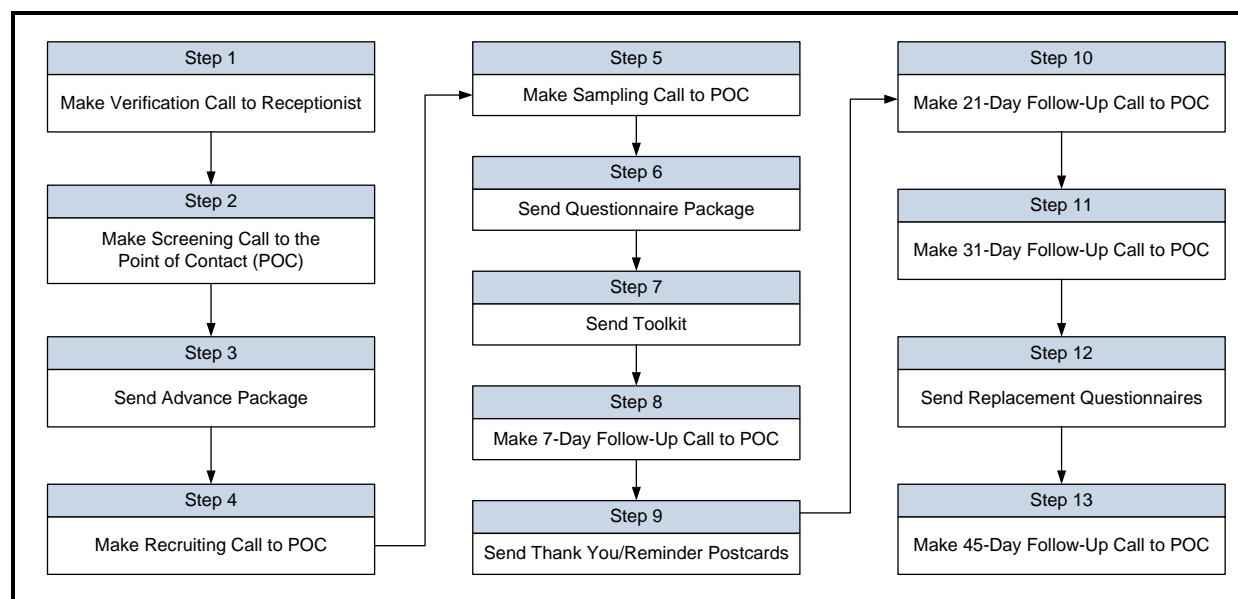 Step 1
Make Verification Call to Receptionist
Step 2
Make Screening Call to the
Point of Contact (POC)
Step 3
Send Advance Package
Step 4
Make Recruiting Call to POC
Step 5
Make Sampling Call to POC
Step 6
Send Questionnaire Package
Step 7
Send Toolkit
Step 8
Make 7-Day Follow-Up Call to POC
Step 9
Send Thank You/Reminder Postcards
Step 10
Make 21-Day Follow-Up Call to POC
Step 11
Make 31-Day Follow-Up Call to POC
Step 12
Send Replacement Questionnaires
Step 13
Make 45-Day Follow-Up Call to POC